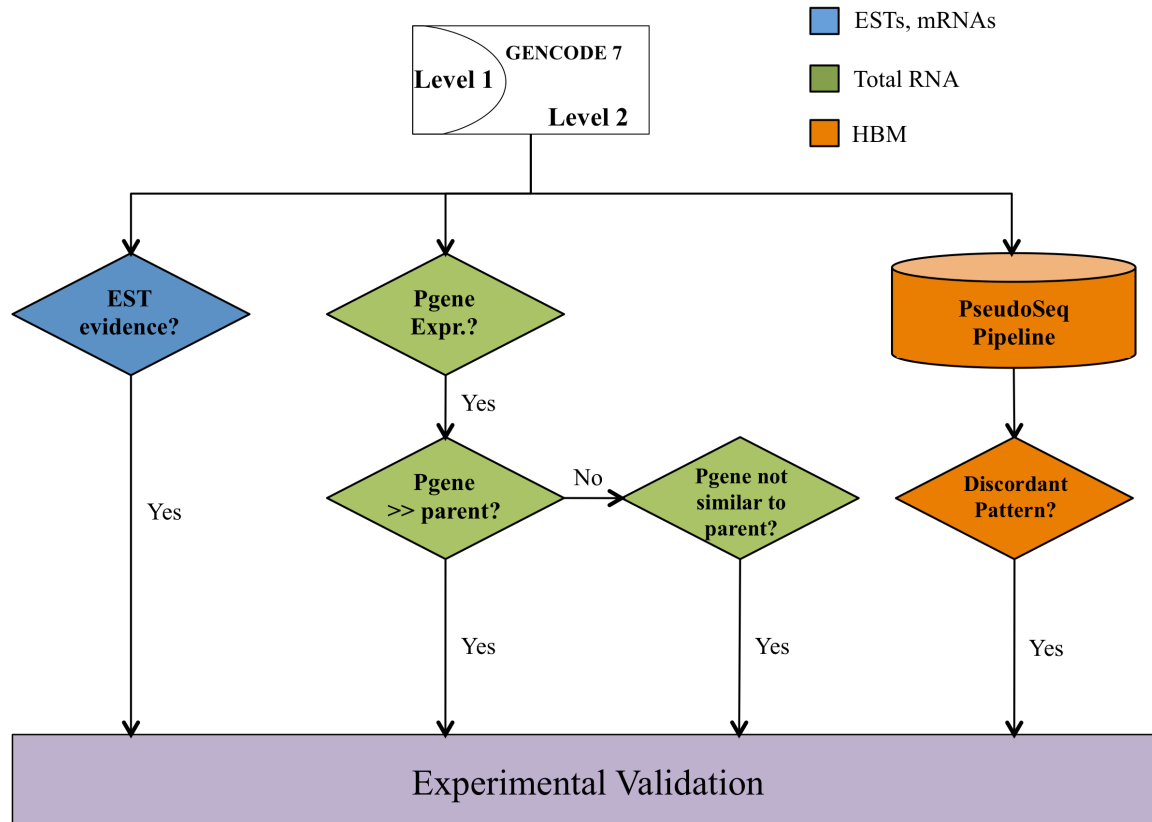 GENCODE 7
Level 1
Level 2
ESTs, mRNAs
Total RNA
HBM
EST
evidence?
Pgene
Expr.?
PseudoSeq
Pipeline
Yes
Pgene
>> parent?
No
Pgene not
similar to
parent?
Discordant
Pattern?
Yes
Yes
Yes
Yes
Experimental Validation